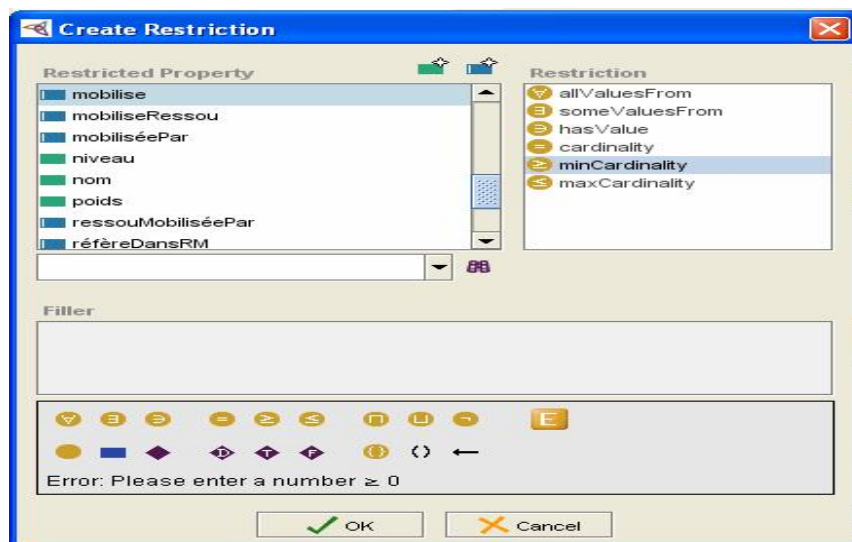 Create Restriction
Restricted Property
mobilise
mobiliseRessou
mobiliséePar
niveau
nom
poids
ressouMobiliséePar
réfèreDansRM
Restriction
∀ allValuesFrom
∃ someValuesFrom
∋ hasValue
= cardinality
≥ minCardinality
≤ maxCardinality
Filler
∀ ∃ ∋ = ≥ ≤ ⊓ ⊔ ¬ E
D T F {} () ←
Error: Please enter a number ≥ 0
OK
Cancel